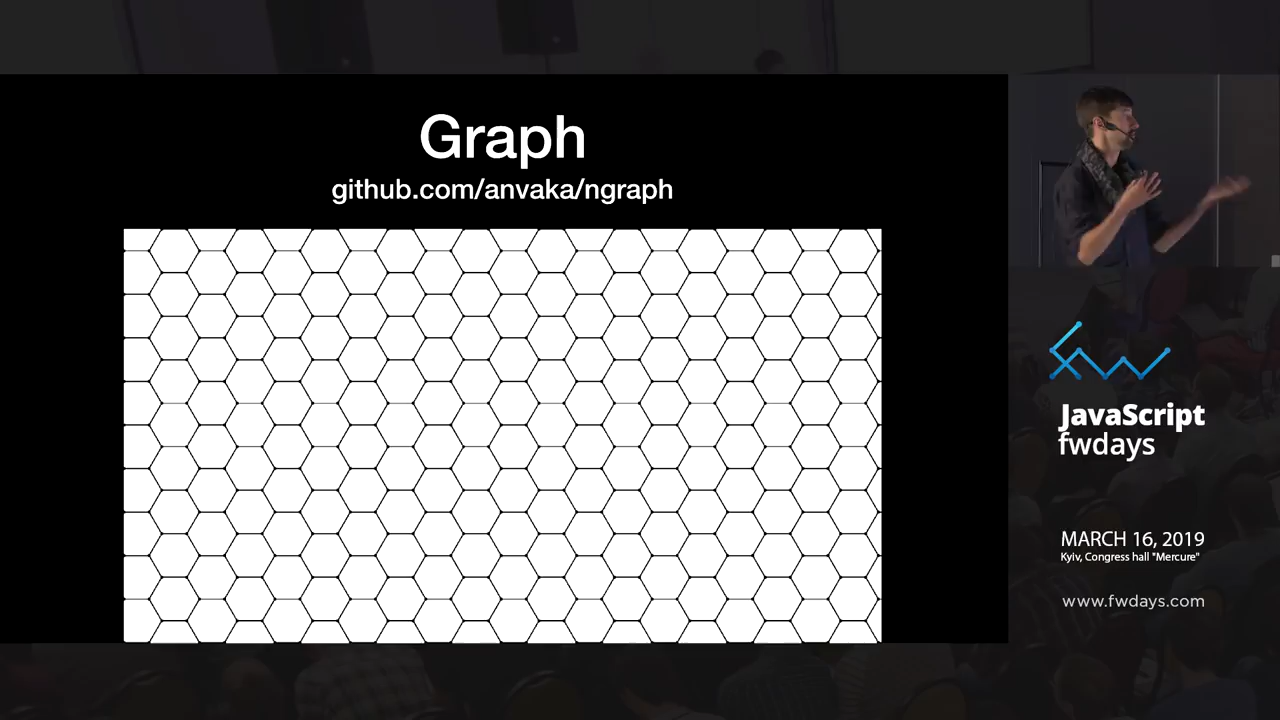 Graph
github.com/anvaka/ngraph
JavaScript
fwdays
MARCH 16, 2019
Kyiv, Congress hall "Mercure"
www.fwdays.com